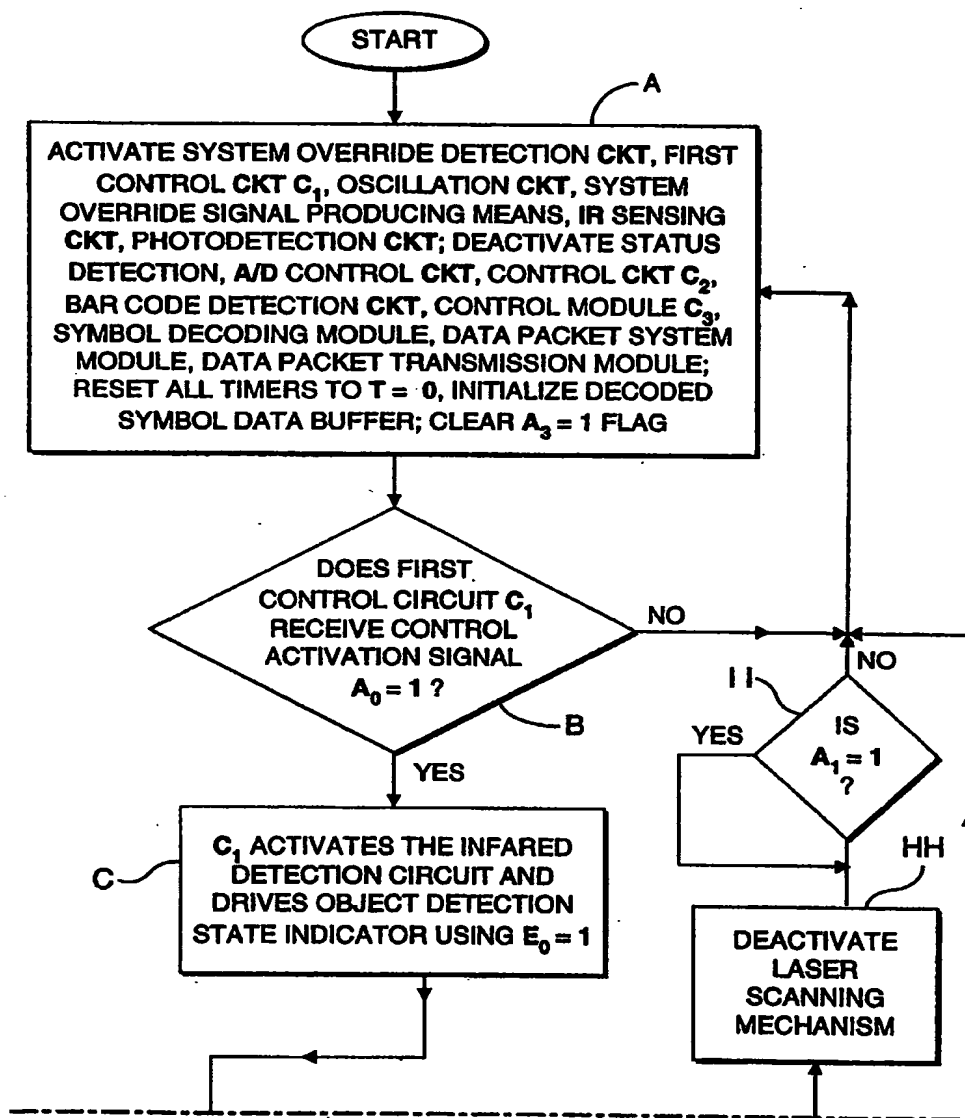 START
A
ACTIVATE SYSTEM OVERRIDE DETECTION CKT, FIRST
CONTROL CKT C₁, OSCILLATION CKT, SYSTEM
OVERRIDE SIGNAL PRODUCING MEANS, IR SENSING
CKT, PHOTODETECTION CKT; DEACTIVATE STATUS
DETECTION, A/D CONTROL CKT, CONTROL CKT C₂,
BAR CODE DETECTION CKT, CONTROL MODULE C₃,
SYMBOL DECODING MODULE, DATA PACKET SYSTEM
MODULE, DATA PACKET TRANSMISSION MODULE;
RESET ALL TIMERS TO T = 0, INITIALIZE DECODED
SYMBOL DATA BUFFER; CLEAR A₃ = 1 FLAG
DOES FIRST
CONTROL CIRCUIT C₁
RECEIVE CONTROL
ACTIVATION SIGNAL
A₀ = 1 ?
NO
B
YES
C₁ ACTIVATES THE INFARED
DETECTION CIRCUIT AND
DRIVES OBJECT DETECTION
STATE INDICATOR USING E₀ = 1
C
NO
II
YES
IS
A₁ = 1
?
HH
DEACTIVATE
LASER
SCANNING
MECHANISM